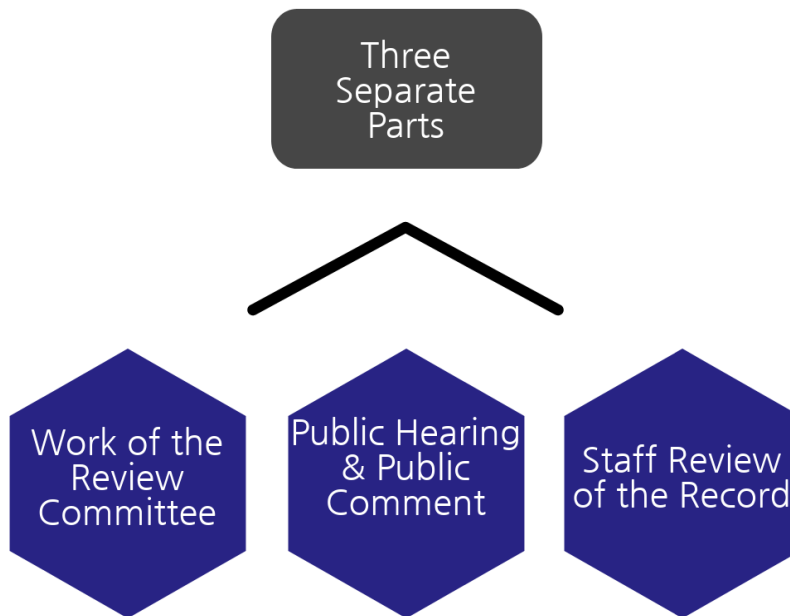 Three
Separate
Parts
Work of the
Review
Committee
Public Hearing
& Public
Comment
Staff Review
of the Record